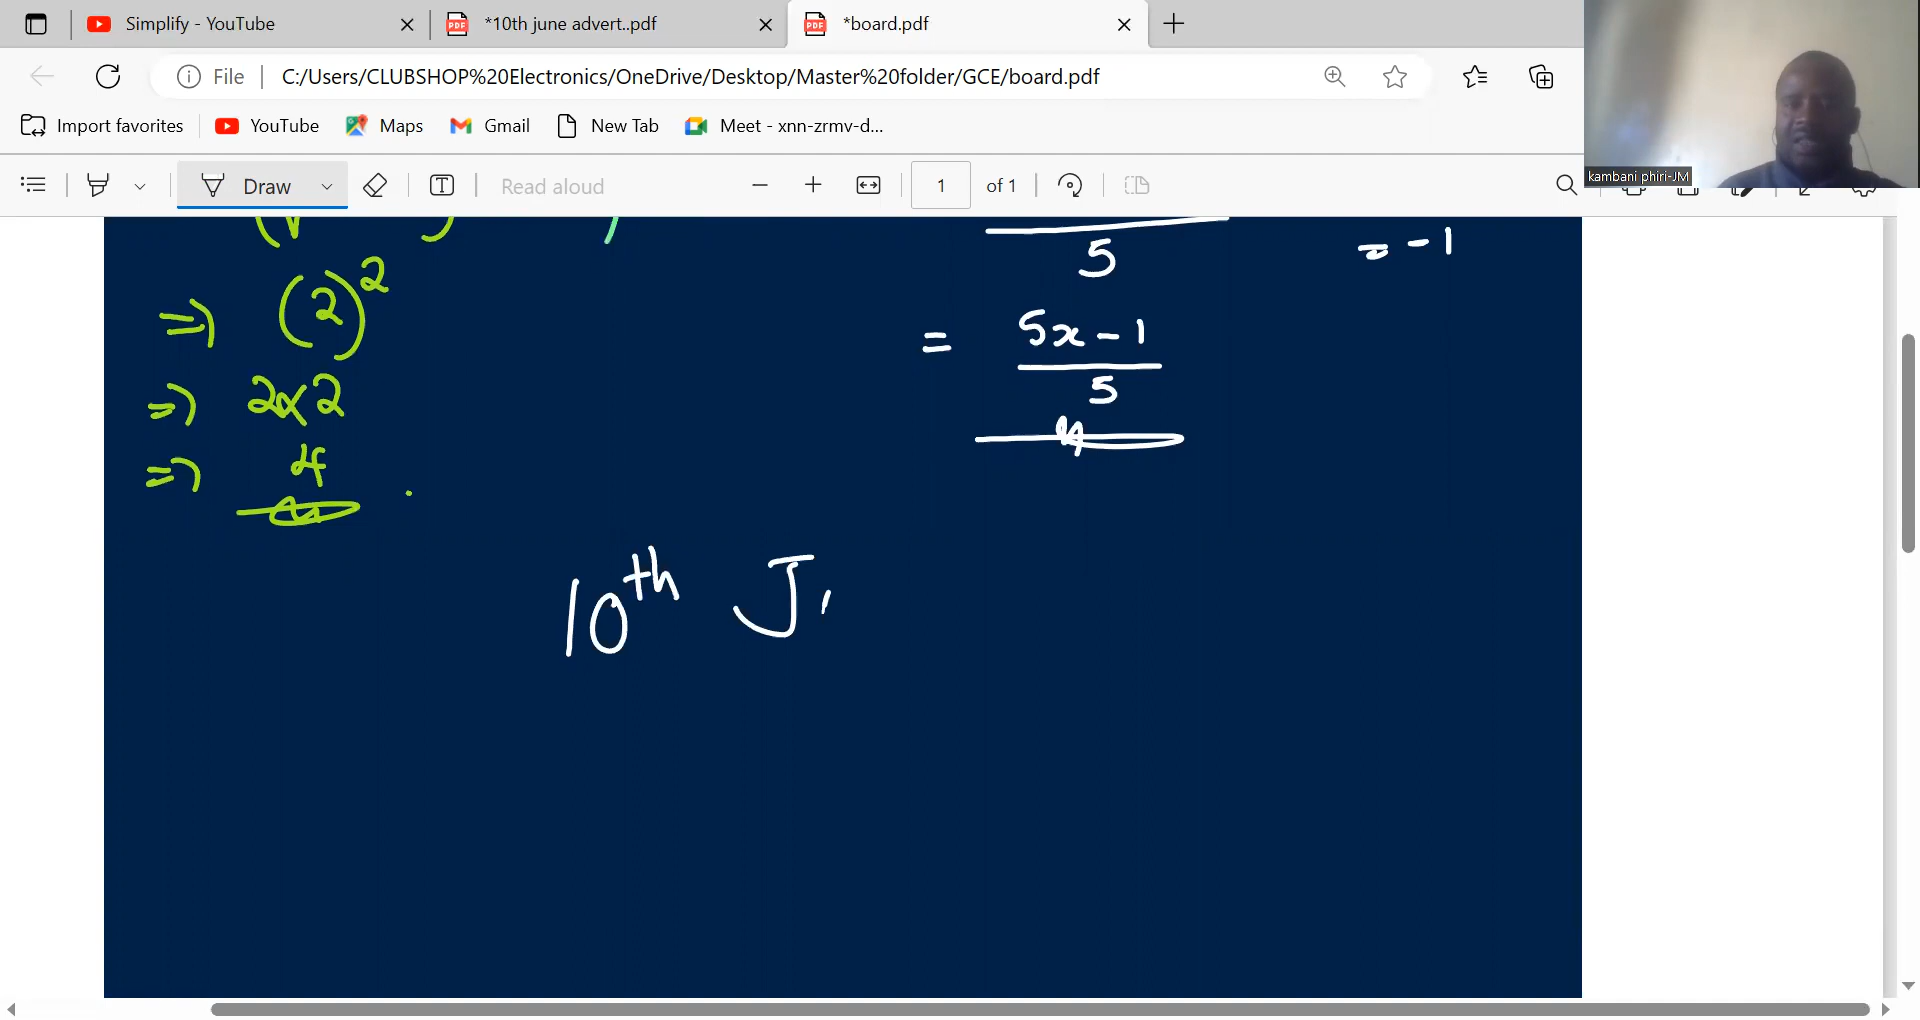 Simplify - YouTube
*10th june advert..pdf
*board.pdf
File
C:/Users/CLUBSHOP%20Electronics/OneDrive/Desktop/Master%20folder/GCE/board.pdf
Import favorites
YouTube
Maps
Gmail
New Tab
Meet - xnn-zrmv-d...
kambani phiri-JM
Draw
Read aloud
1
of 1
⇒ (2)²
⇒ 2x2
⇒ 4
5
= -1
= 5x-1
5
10th J